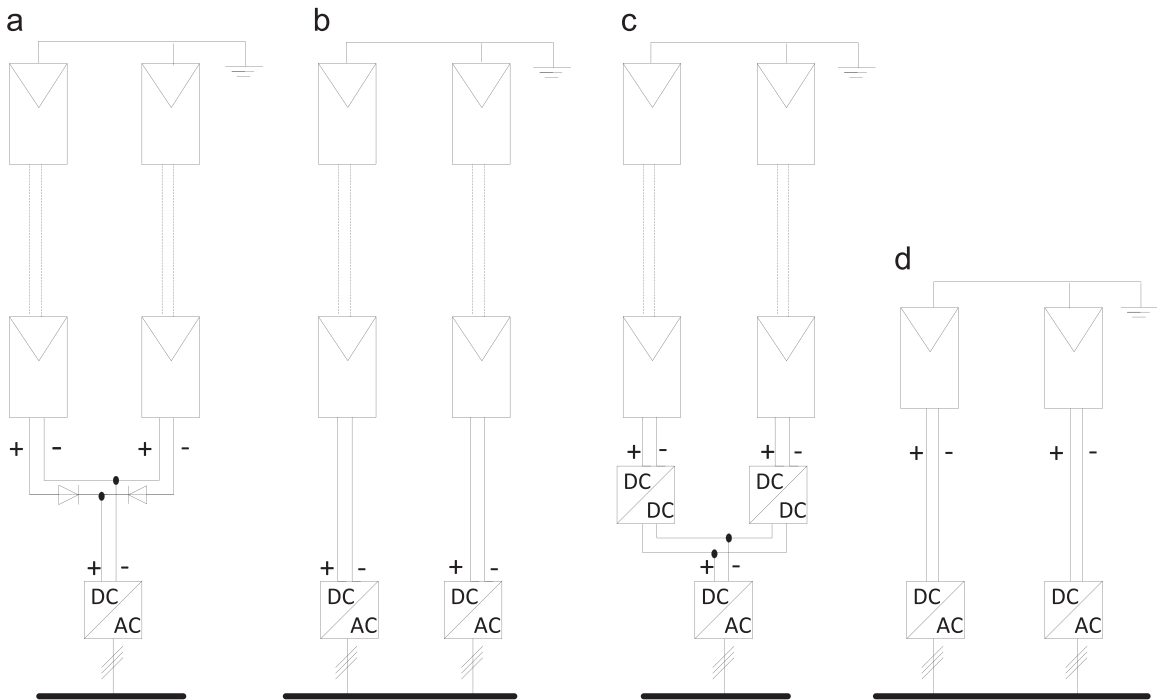 a
b
c
d
+ - + -
+ - + -
DC DC
DC DC
+ - + -
+ - + - + -
DC DC DC DC DC DC
AC AC AC AC AC AC